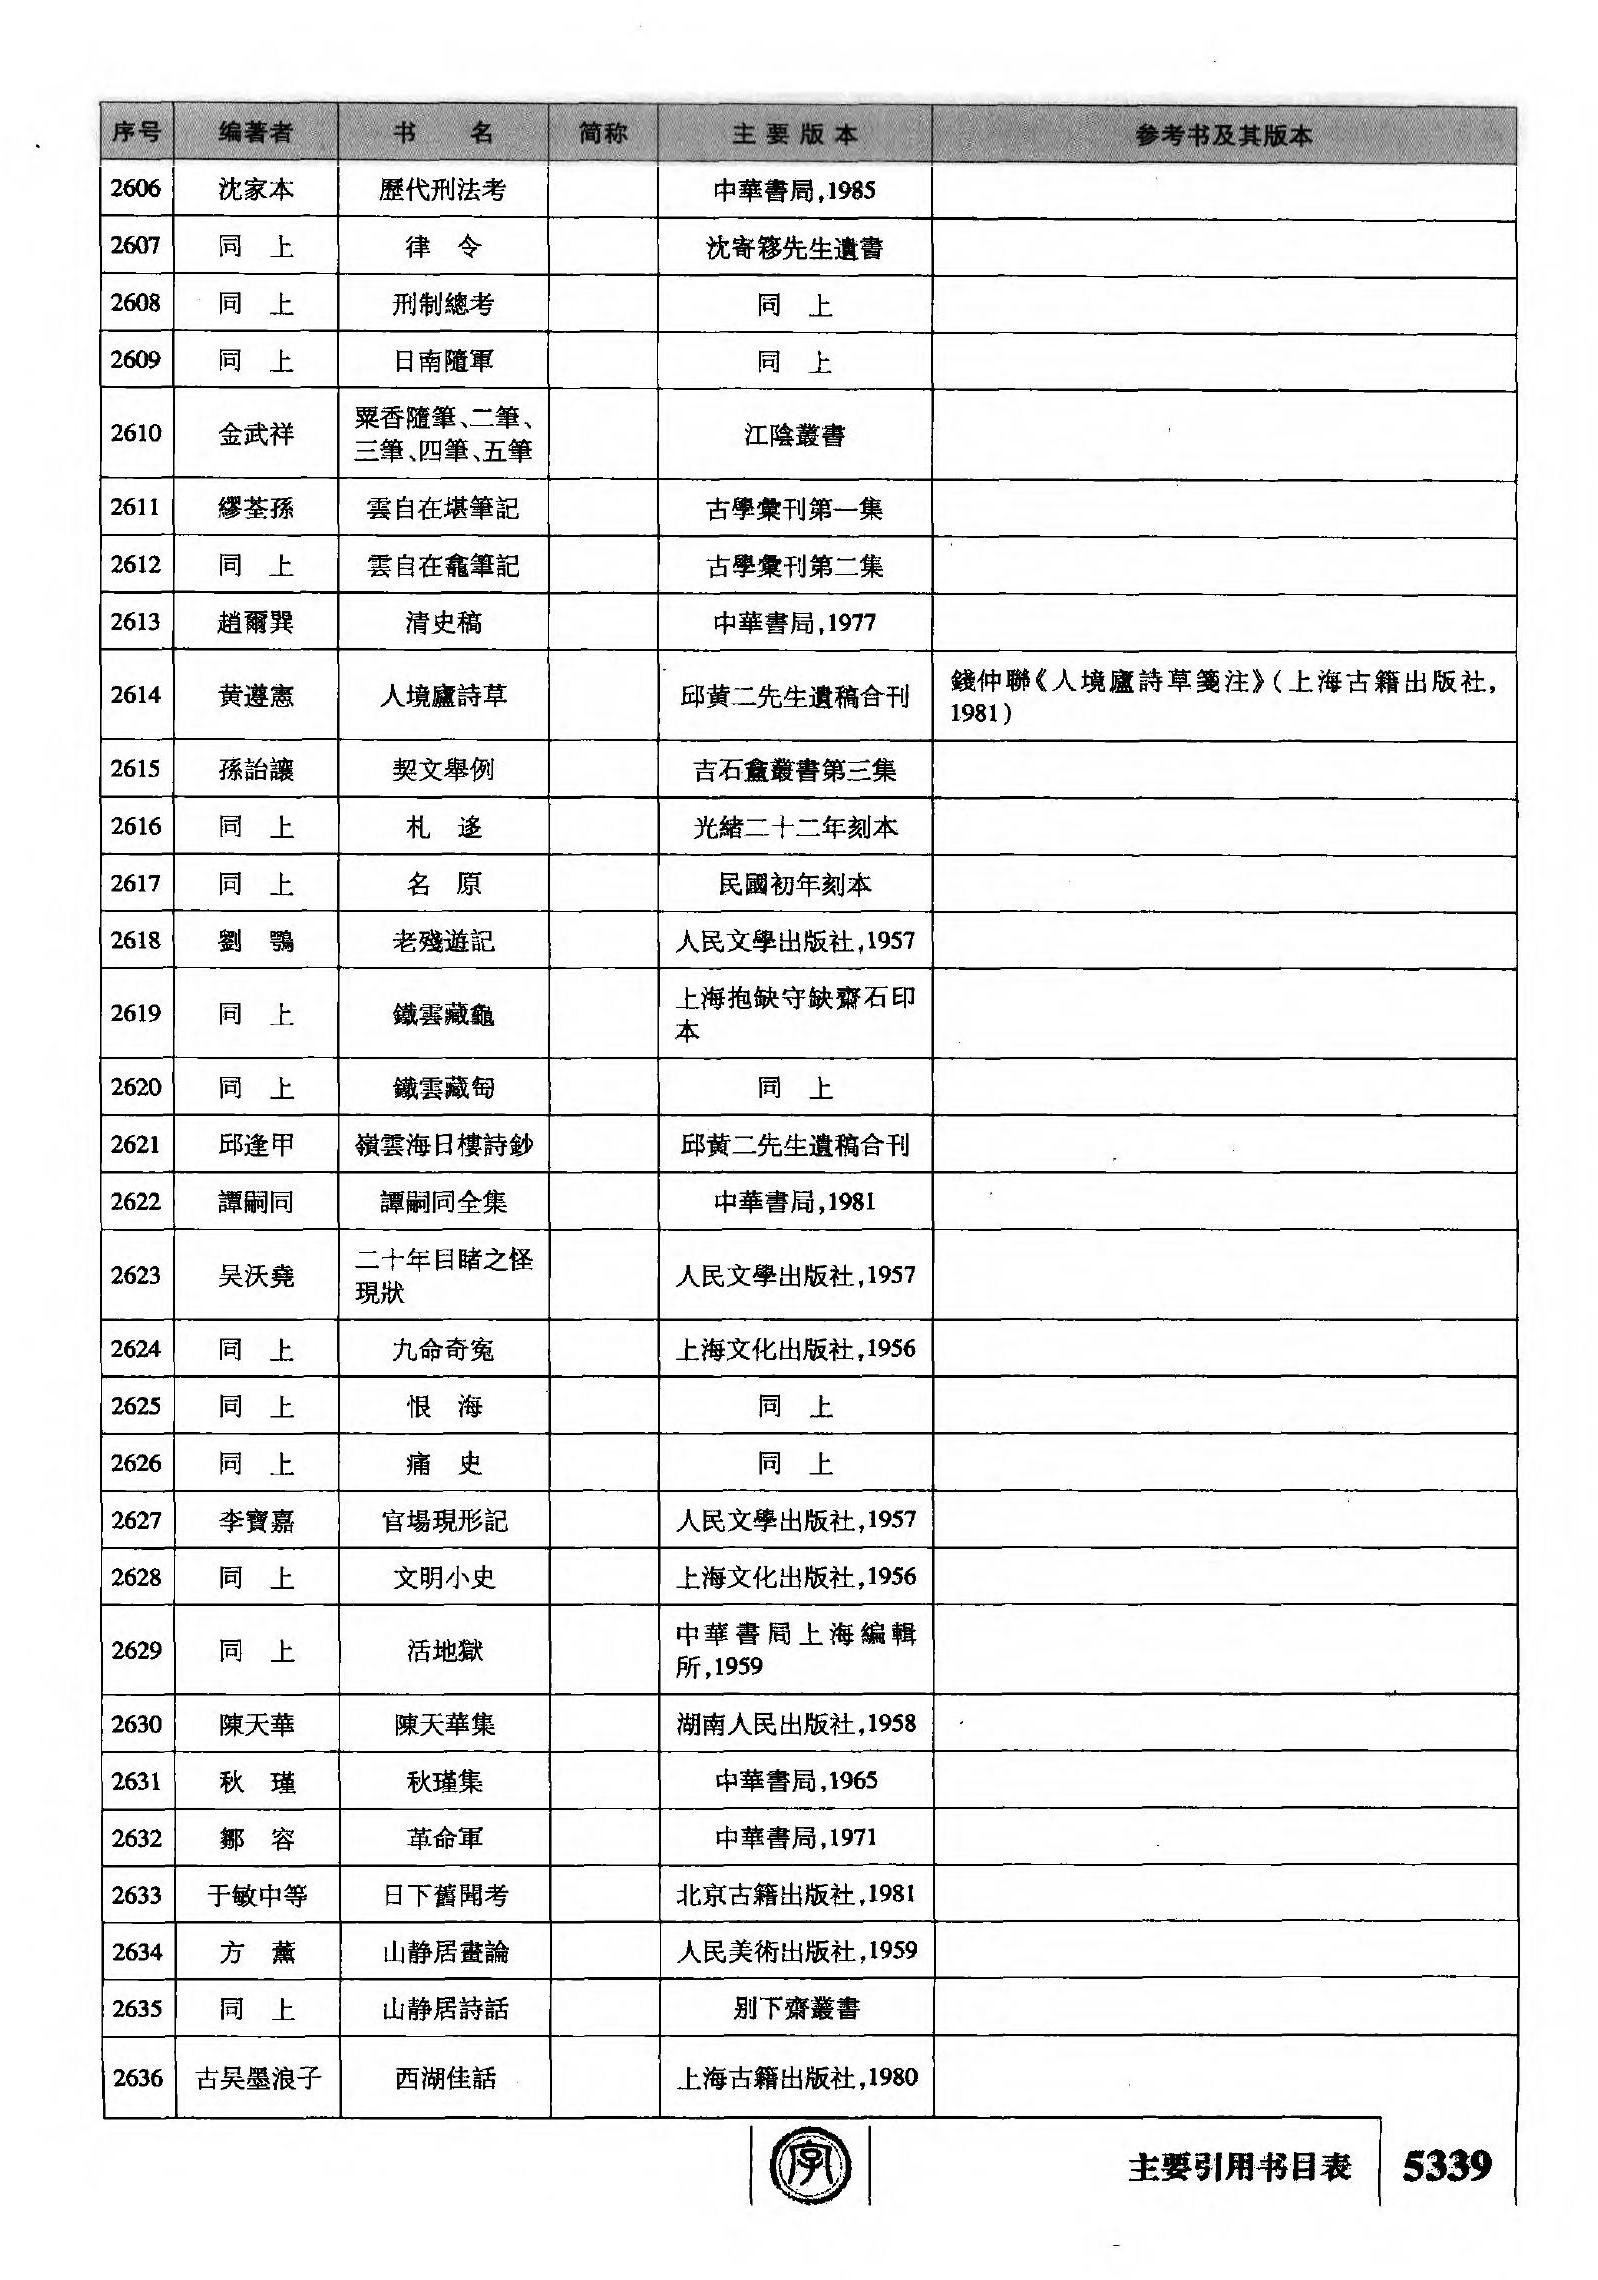 序号 编著者 书 名 简称 主要版本 参考书及其版本
2606 沈家本 歷代刑法考 中華書局,1985
2607 同 上 律 令 沈寄簃先生遺書
2608 同 上 刑制總考 同 上
2609 同 上 日南隨軍 同 上
2610 金武祥 粟香隨筆、二筆、
三筆、四筆、五筆 江陰叢書
2611 繆荃孫 雲自在堪筆記 古學彙刊第一集
2612 同 上 雲自在龕筆記 古學彙刊第二集
2613 趙爾巽 清史稿 中華書局,1977
2614 黄遵憲 人境廬詩草 邱黄二先生遺稿合刊 錢仲聯《人境廬詩草箋注》(上海古籍出版社,
1981)
2615 孫詒讓 契文舉例 吉石盦叢書第三集
2616 同 上 札 迻 光緒二十二年刻本
2617 同 上 名 原 民國初年刻本
2618 劉 鶚 老殘遊記 人民文學出版社,1957
2619 同 上 鐵雲藏龜 上海抱缺守缺齋石印
本
2620 同 上 鐵雲藏匋 同 上
2621 邱逢甲 嶺雲海日樓詩鈔 邱黄二先生遺稿合刊
2622 譚嗣同 譚嗣同全集 中華書局,1981
2623 吴沃堯 二十年目睹之怪
現狀 人民文學出版社,1957
2624 同 上 九命奇冤 上海文化出版社,1956
2625 同 上 恨 海 同 上
2626 同 上 痛 史 同 上
2627 李寶嘉 官場現形記 人民文學出版社,1957
2628 同 上 文明小史 上海文化出版社,1956
2629 同 上 活地獄 中華書局上海編輯
所,1959
2630 陳天華 陳天華集 湖南人民出版社,1958
2631 秋 瑾 秋瑾集 中華書局,1965
2632 鄒 容 革命軍 中華書局,1971
2633 于敏中等 日下舊聞考 北京古籍出版社,1981
2634 方 薰 山静居畫論 人民美術出版社,1959
2635 同 上 山静居詩話 别下齋叢書
2636 古吴墨浪子 西湖佳話 上海古籍出版社,1980
字
主要引用书目表 5339